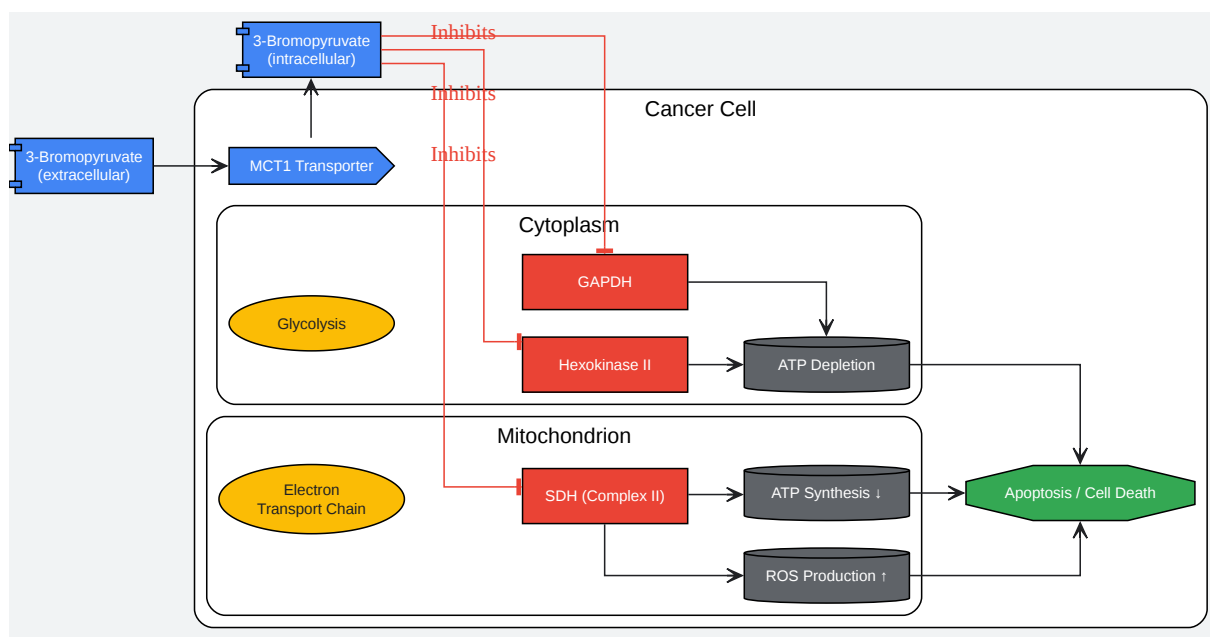 3-Bromopyruvate
(intracellular)
Inhibits
Inhibits
Cancer Cell
3-Bromopyruvate
(extracellular)
MCT1 Transporter
Inhibits
Cytoplasm
GAPDH
Glycolysis
Hexokinase II
ATP Depletion
Mitochondrion
Electron
Transport Chain
SDH (Complex II)
ATP Synthesis ↓
Apoptosis / Cell Death
ROS Production ↑